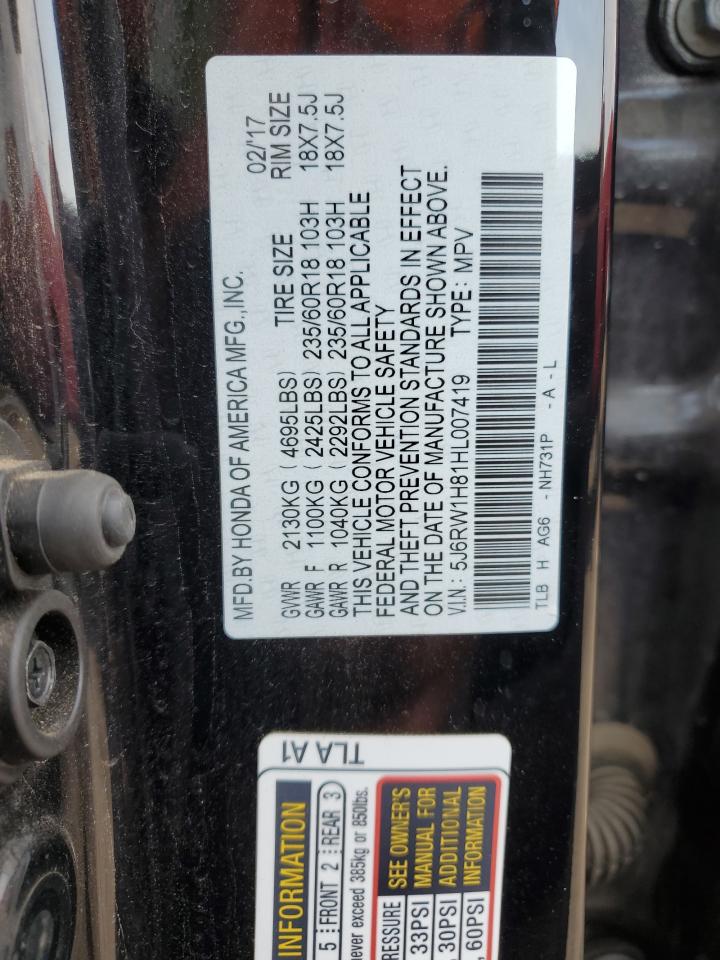 MFD.BY HONDA OF AMERICA MFG.,INC. 02/'17
TIRE SIZE RIM SIZE
GVWR 2130KG (4695LBS)
GAWR F 1100KG (2425LBS) 235/60R18 103H 18X7.5J
GAWR R 1040KG (2292LBS) 235/60R18 103H 18X7.5J
THIS VEHICLE CONFORMS TO ALL APPLICABLE
FEDERAL MOTOR VEHICLE SAFETY
AND THEFT PREVENTION STANDARDS IN EFFECT
ON THE DATE OF MANUFACTURE SHOWN ABOVE.
V.I.N.: 5J6RW1H81HL007419 TYPE: MPV
TLB H AG6 - NH731P - A - L
TLA A1
INFORMATION
5 FRONT 2 REAR 3
never exceed 385kg or 850lbs.
SEE OWNER'S
MANUAL FOR
ADDITIONAL
INFORMATION
33PSI
30PSI
60PSI